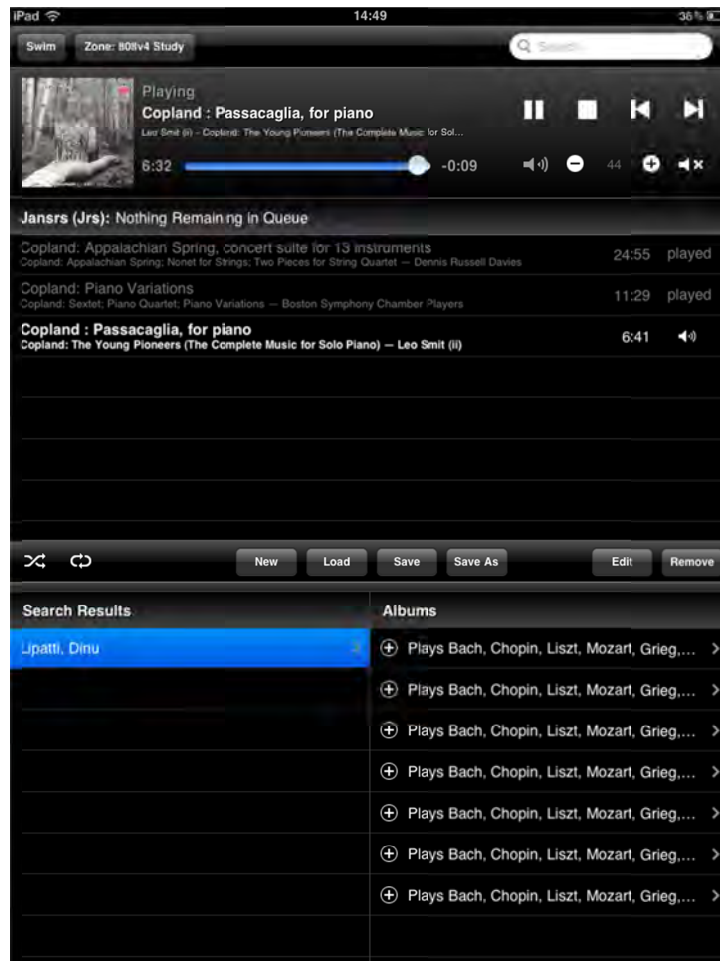 iPad 14:49 36%
Swim Zone: 808v4 Study Search
Playing
Copland : Passacaglia, for piano
Leo Smit (ii) – Copland: The Young Pioneers (The Complete Music for Sol...
6:32 -0:09 44
Jansrs (Jrs): Nothing Remaining in Queue
Copland: Appalachian Spring, concert suite for 13 instruments
Copland: Appalachian Spring; Nonet for Strings; Two Pieces for String Quartet — Dennis Russell Davies
24:55 played
Copland: Piano Variations
Copland: Sextet; Piano Quartet; Piano Variations — Boston Symphony Chamber Players
11:29 played
Copland : Passacaglia, for piano
Copland: The Young Pioneers (The Complete Music for Solo Piano) — Leo Smit (ii)
6:41
New Load Save Save As Edit Remove
Search Results
Lipatti, Dinu
Albums
Plays Bach, Chopin, Liszt, Mozart, Grieg,...
Plays Bach, Chopin, Liszt, Mozart, Grieg,...
Plays Bach, Chopin, Liszt, Mozart, Grieg,...
Plays Bach, Chopin, Liszt, Mozart, Grieg,...
Plays Bach, Chopin, Liszt, Mozart, Grieg,...
Plays Bach, Chopin, Liszt, Mozart, Grieg,...
Plays Bach, Chopin, Liszt, Mozart, Grieg,...